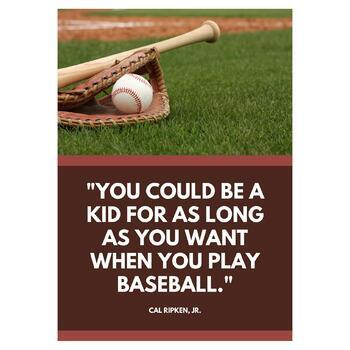 "YOU COULD BE A
KID FOR AS LONG
AS YOU WANT
WHEN YOU PLAY
BASEBALL."
CAL RIPKEN, JR.